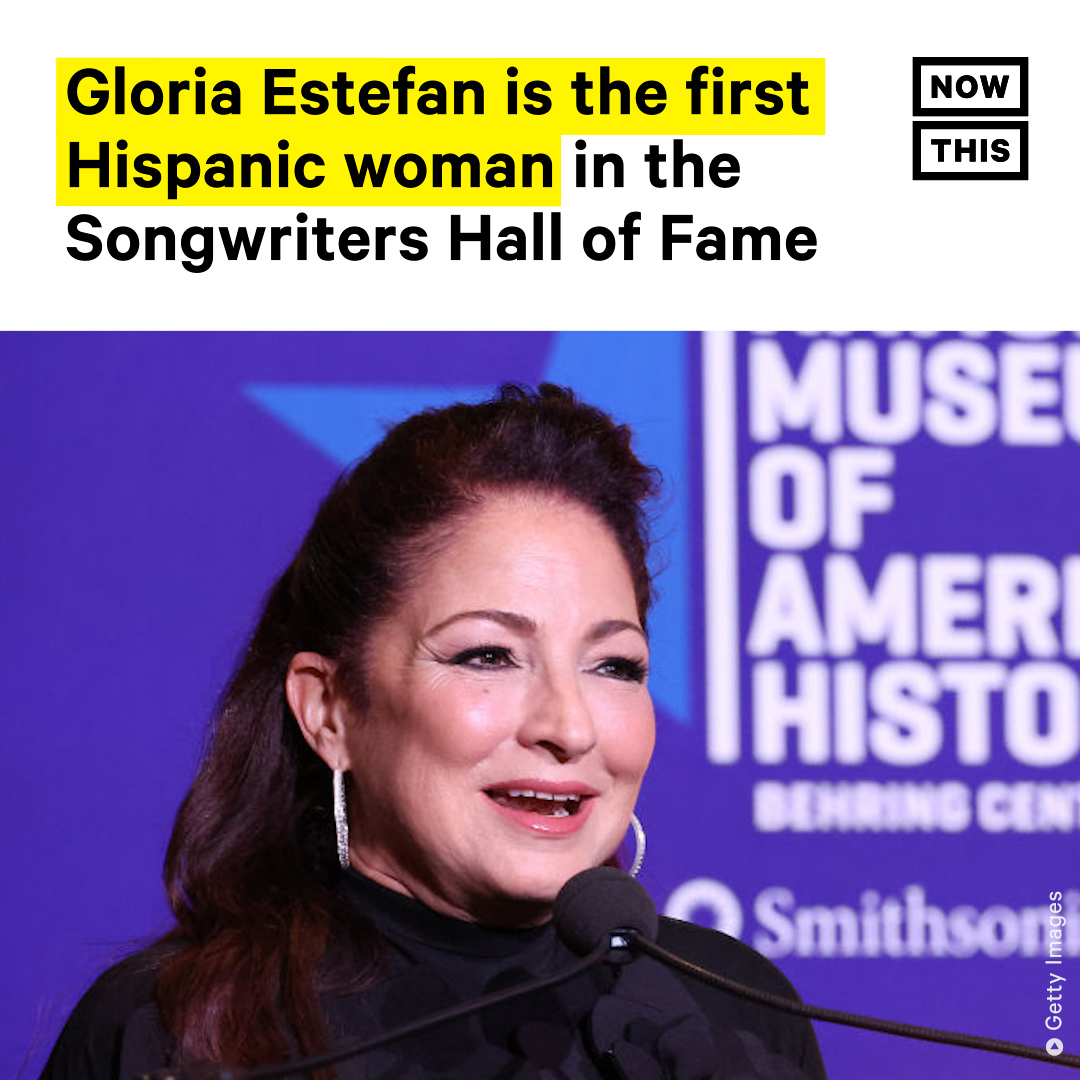 Gloria Estefan is the first
Hispanic woman in the
Songwriters Hall of Fame
NOW
THIS
MUSEU
OF
AMERI
HISTO
BEHRING CENT
Smithsoni
Getty Images